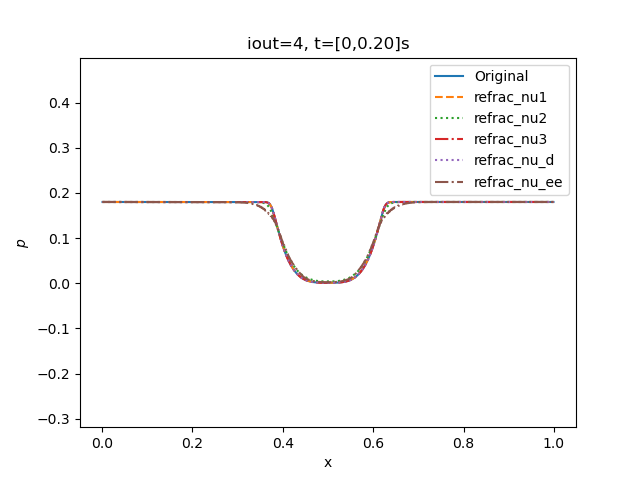 iout=4, t=[0,0.20]s
Original
refrac_nu1
refrac_nu2
refrac_nu3
refrac_nu_d
refrac_nu_ee
0.4
0.3
0.2
0.1
0.0
−0.1
−0.2
−0.3
p
0.0 0.2 0.4 0.6 0.8 1.0
x